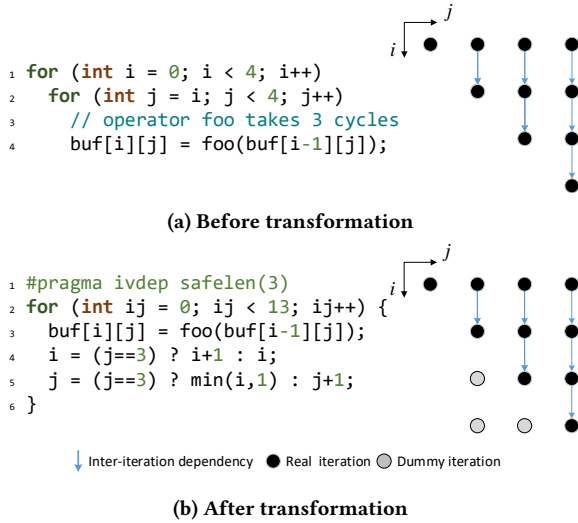 j
i
1 for (int i = 0; i < 4; i++)
2 for (int j = i; j < 4; j++)
3 // operator foo takes 3 cycles
4 buf[i][j] = foo(buf[i-1][j]);
(a) Before transformation
j
i
1 #pragma ivdep safelen(3)
2 for (int ij = 0; ij < 13; ij++) {
3 buf[i][j] = foo(buf[i-1][j]);
4 i = (j==3) ? i+1 : i;
5 j = (j==3) ? min(i,1) : j+1;
6 }
Inter-iteration dependency Real iteration Dummy iteration
(b) After transformation